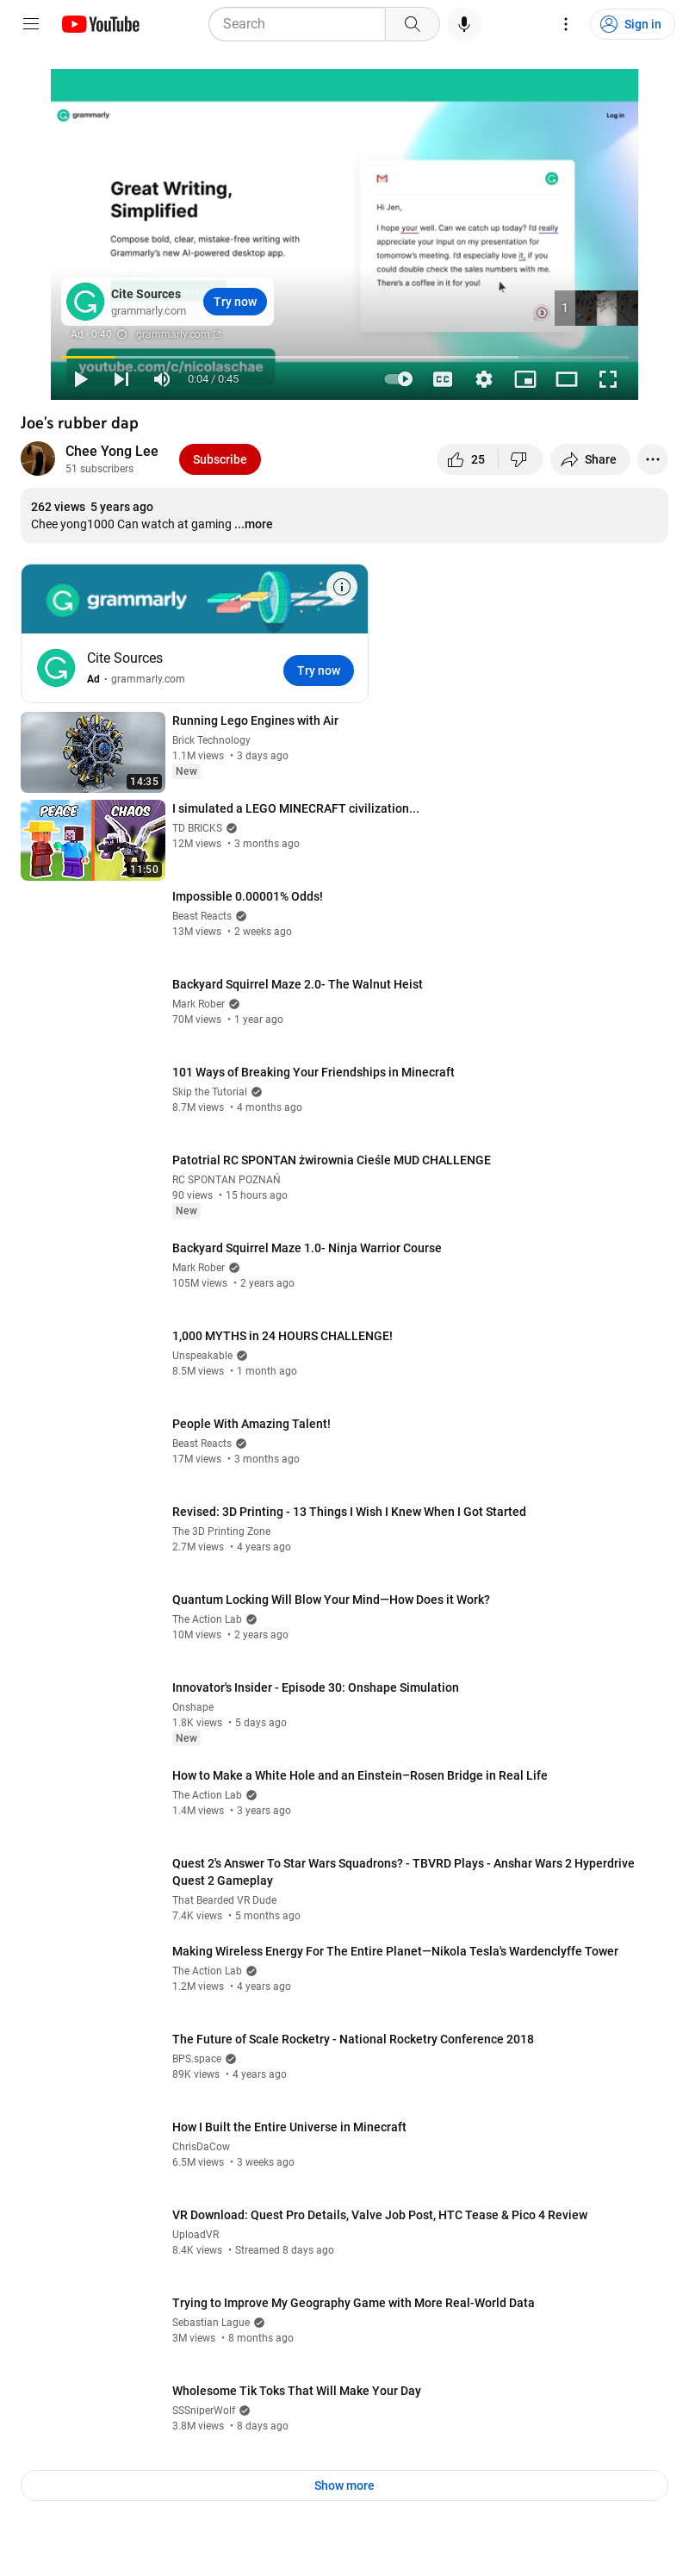 YouTube
Search
Sign in
grammarly
Log in
Great Writing,
Simplified
Compose bold, clear, mistake-free writing with
Grammarly's new AI-powered desktop app.
Hi Jen,
I hope your well. Can we catch up today? I'd really
appreciate your input on my presentation for
tomorrow's meeting. I'd especially love it, if you
could double check the sales numbers with me.
There's a coffee in it for you!
3
1
Cite Sources
grammarly.com
Try now
Ad · 0:40
grammarly.com
youtube.com/c/nicolaschae
0:04 / 0:45
CC
Joe's rubber dap
Chee Yong Lee
51 subscribers
Subscribe
25
Share
262 views 5 years ago
Chee yong1000 Can watch at gaming ...more
grammarly
Cite Sources
Ad · grammarly.com
Try now
14:35
Running Lego Engines with Air
Brick Technology
1.1M views • 3 days ago
New
PEACE
CHAOS
11:50
I simulated a LEGO MINECRAFT civilization...
TD BRICKS
12M views • 3 months ago
Impossible 0.00001% Odds!
Beast Reacts
13M views • 2 weeks ago
Backyard Squirrel Maze 2.0- The Walnut Heist
Mark Rober
70M views • 1 year ago
101 Ways of Breaking Your Friendships in Minecraft
Skip the Tutorial
8.7M views • 4 months ago
Patotrial RC SPONTAN żwirownia Cieśle MUD CHALLENGE
RC SPONTAN POZNAŃ
90 views • 15 hours ago
New
Backyard Squirrel Maze 1.0- Ninja Warrior Course
Mark Rober
105M views • 2 years ago
1,000 MYTHS in 24 HOURS CHALLENGE!
Unspeakable
8.5M views • 1 month ago
People With Amazing Talent!
Beast Reacts
17M views • 3 months ago
Revised: 3D Printing - 13 Things I Wish I Knew When I Got Started
The 3D Printing Zone
2.7M views • 4 years ago
Quantum Locking Will Blow Your Mind—How Does it Work?
The Action Lab
10M views • 2 years ago
Innovator's Insider - Episode 30: Onshape Simulation
Onshape
1.8K views • 5 days ago
New
How to Make a White Hole and an Einstein–Rosen Bridge in Real Life
The Action Lab
1.4M views • 3 years ago
Quest 2's Answer To Star Wars Squadrons? - TBVRD Plays - Anshar Wars 2 Hyperdrive
Quest 2 Gameplay
That Bearded VR Dude
7.4K views • 5 months ago
Making Wireless Energy For The Entire Planet—Nikola Tesla's Wardenclyffe Tower
The Action Lab
1.2M views • 4 years ago
The Future of Scale Rocketry - National Rocketry Conference 2018
BPS.space
89K views • 4 years ago
How I Built the Entire Universe in Minecraft
ChrisDaCow
6.5M views • 3 weeks ago
VR Download: Quest Pro Details, Valve Job Post, HTC Tease & Pico 4 Review
UploadVR
8.4K views • Streamed 8 days ago
Trying to Improve My Geography Game with More Real-World Data
Sebastian Lague
3M views • 8 months ago
Wholesome Tik Toks That Will Make Your Day
SSSniperWolf
3.8M views • 8 days ago
Show more